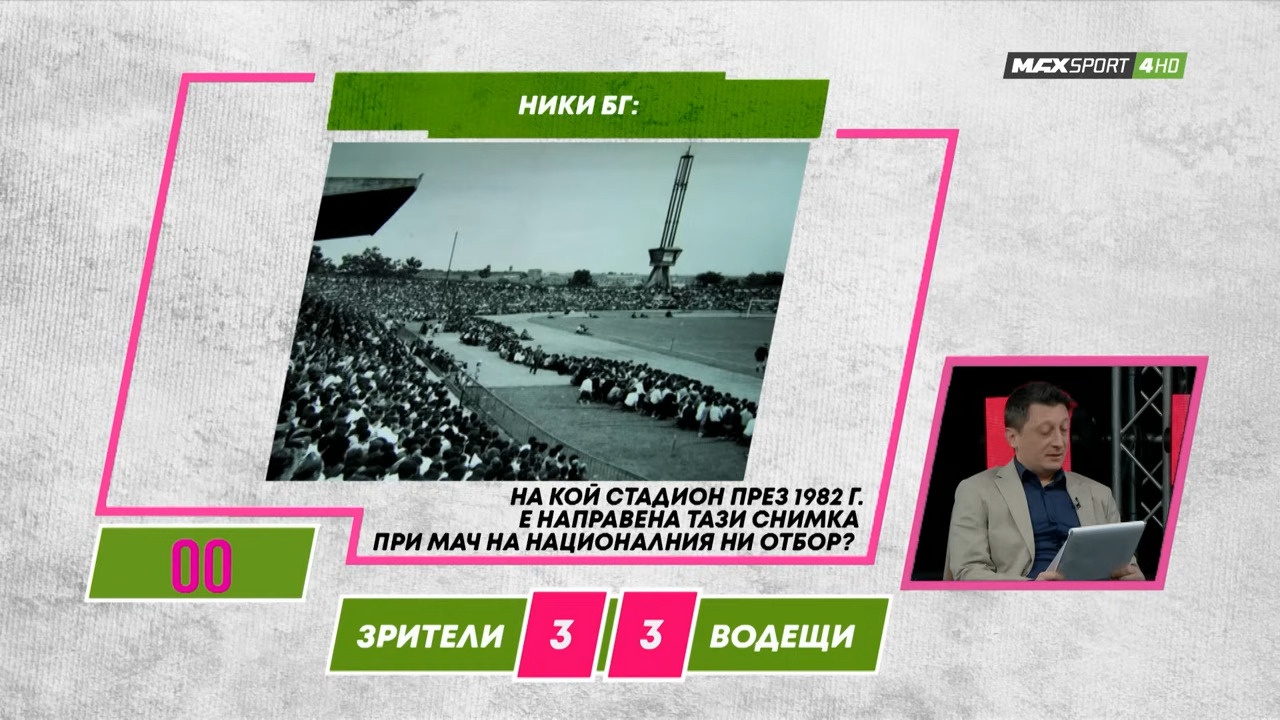 MAXSPORT 4HD
НИКИ БГ:
НА КОЙ СТАДИОН ПРЕЗ 1982 Г.
Е НАПРАВЕНА ТАЗИ СНИМКА
ПРИ МАЧ НА НАЦИОНАЛНИЯ НИ ОТБОР?
00
ЗРИТЕЛИ 3 3 ВОДЕЩИ